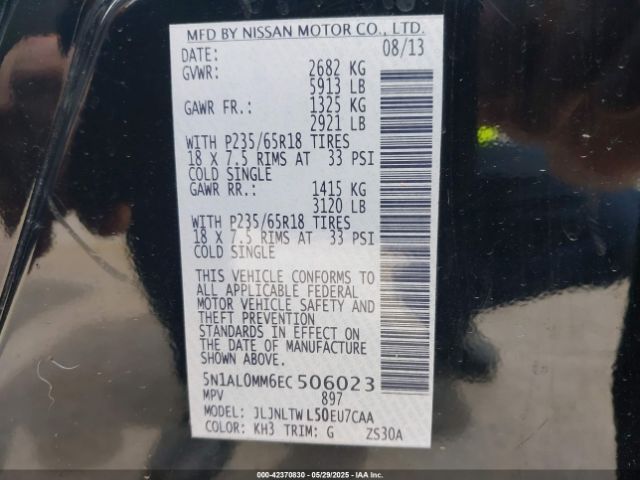 MFD BY NISSAN MOTOR CO., LTD.
DATE: 08/13
GVWR: 2682 KG
5913 LB
GAWR FR.: 1325 KG
2921 LB
WITH P235/65R18 TIRES
18 X 7.5 RIMS AT 33 PSI
COLD SINGLE
GAWR RR.: 1415 KG
3120 LB
WITH P235/65R18 TIRES
18 X 7.5 RIMS AT 33 PSI
COLD SINGLE
THIS VEHICLE CONFORMS TO
ALL APPLICABLE FEDERAL
MOTOR VEHICLE SAFETY AND
THEFT PREVENTION
STANDARDS IN EFFECT ON
THE DATE OF MANUFACTURE
SHOWN ABOVE.
5N1AL0MM6EC506023
MPV 897
MODEL: JLJNLTWL50EU7CAA
COLOR: KH3 TRIM: G ZS30A
000-42370830 - 05/29/2025 - IAAI.COM